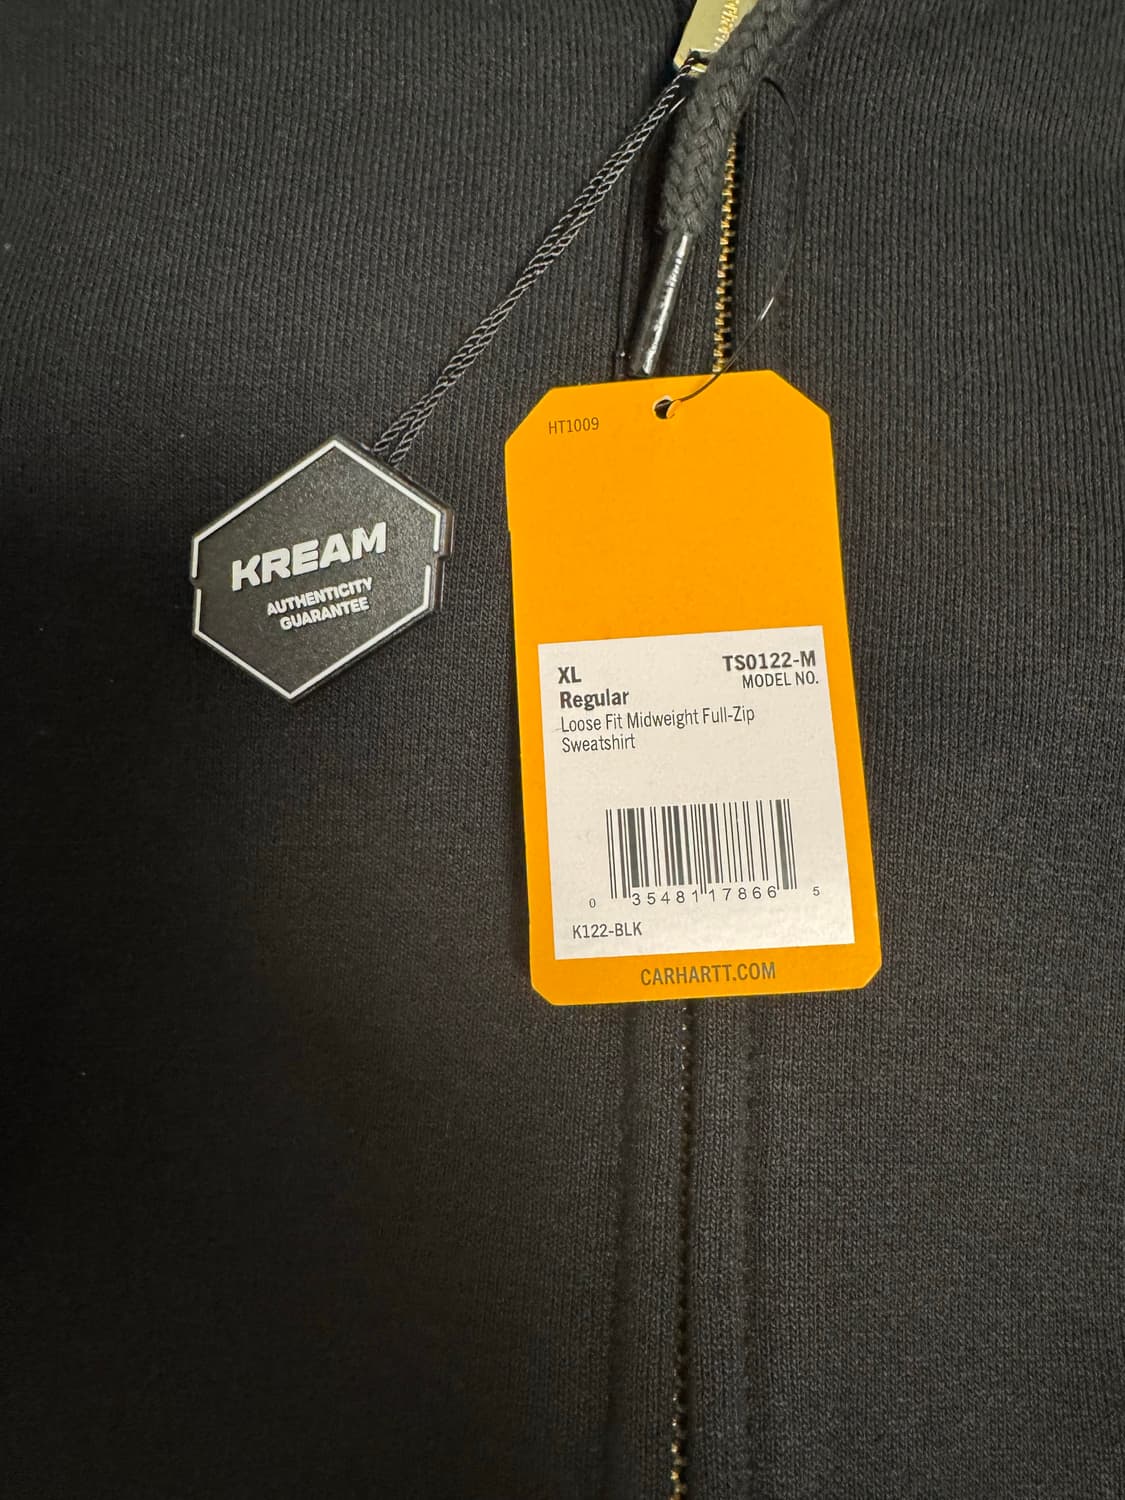 KREAM
AUTHENTICITY
GUARANTEE
HT1009
XL
Regular
TS0122-M
MODEL NO.
Loose Fit Midweight Full-Zip
Sweatshirt
0 35481 17866 5
K122-BLK
CARHARTT.COM